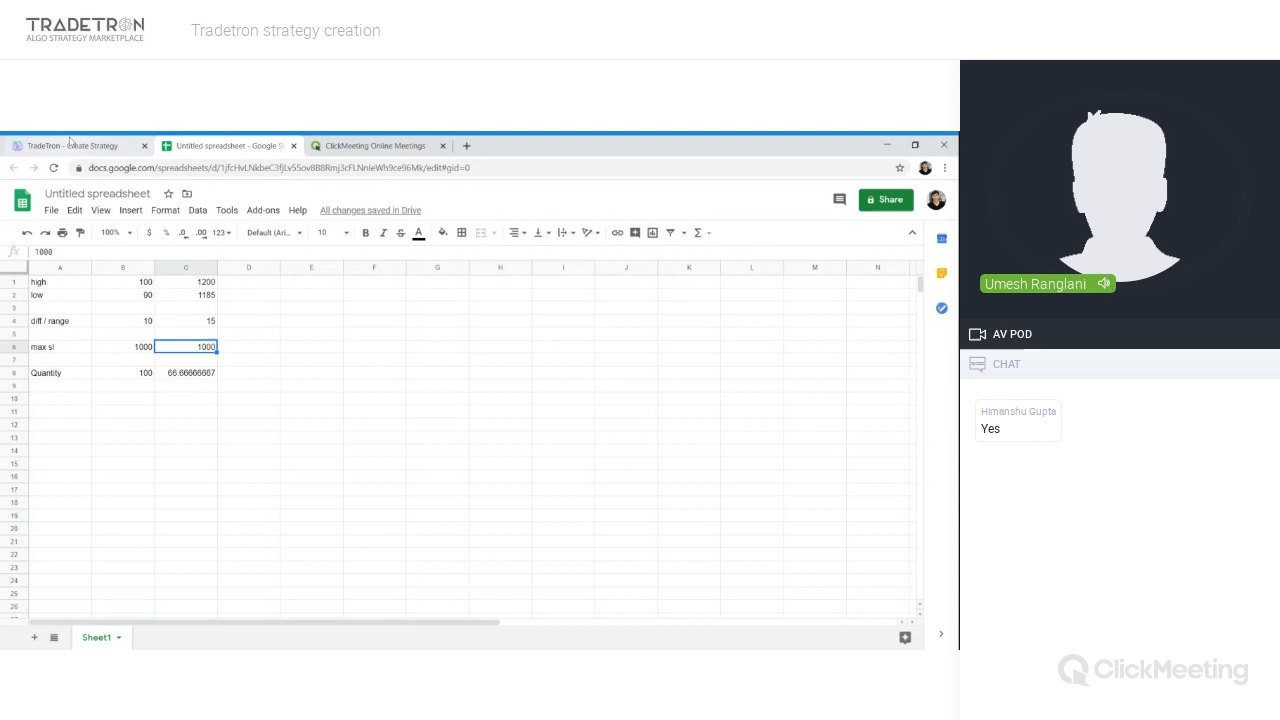 TRADETRON
ALGO STRATEGY MARKETPLACE
Tradetron strategy creation
TradeTron - Create Strategy
Untitled spreadsheet - Google S
ClickMeeting Online Meetings
docs.google.com/spreadsheets/d/1jfcHvLNkbeC3fjLv5Sov8B8Rmj3cFLNnIeWh9ce96Mk/edit#gid=0
Untitled spreadsheet
File Edit View Insert Format Data Tools Add-ons Help All changes saved in Drive
Share
100% $ % .0 .00 123 Default (Ari... 10 B I S A
fx 1000
A B C D E F G H I J K L M N
1 high 100 1200
2 low 90 1185
3
4 diff / range 10 15
5
6 max sl 1000 1000
7
8 Quantity 100 66.66666667
9
10
11
12
13
14
15
16
17
18
19
20
21
22
23
24
25
26
Sheet1
Umesh Ranglani
AV POD
CHAT
Himanshu Gupta
Yes
ClickMeeting